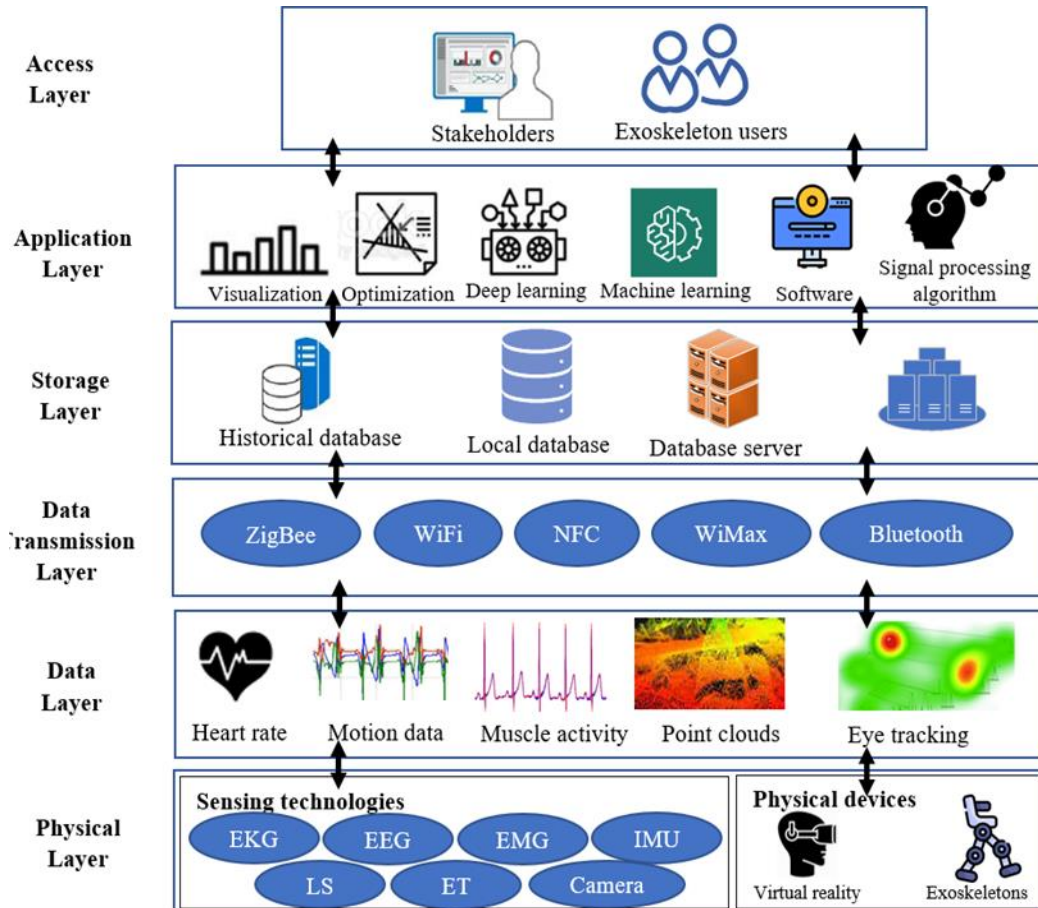 Access
Layer
Stakeholders
Exoskeleton users
Application
Layer
Visualization
Optimization
Deep learning
Machine learning
Software
Signal processing
algorithm
Storage
Layer
Historical database
Local database
Database server
Data
Transmission
Layer
ZigBee
WiFi
NFC
WiMax
Bluetooth
Data
Layer
Heart rate
Motion data
Muscle activity
Point clouds
Eye tracking
Physical
Layer
Sensing technologies
EKG
EEG
EMG
IMU
LS
ET
Camera
Physical devices
Virtual reality
Exoskeletons